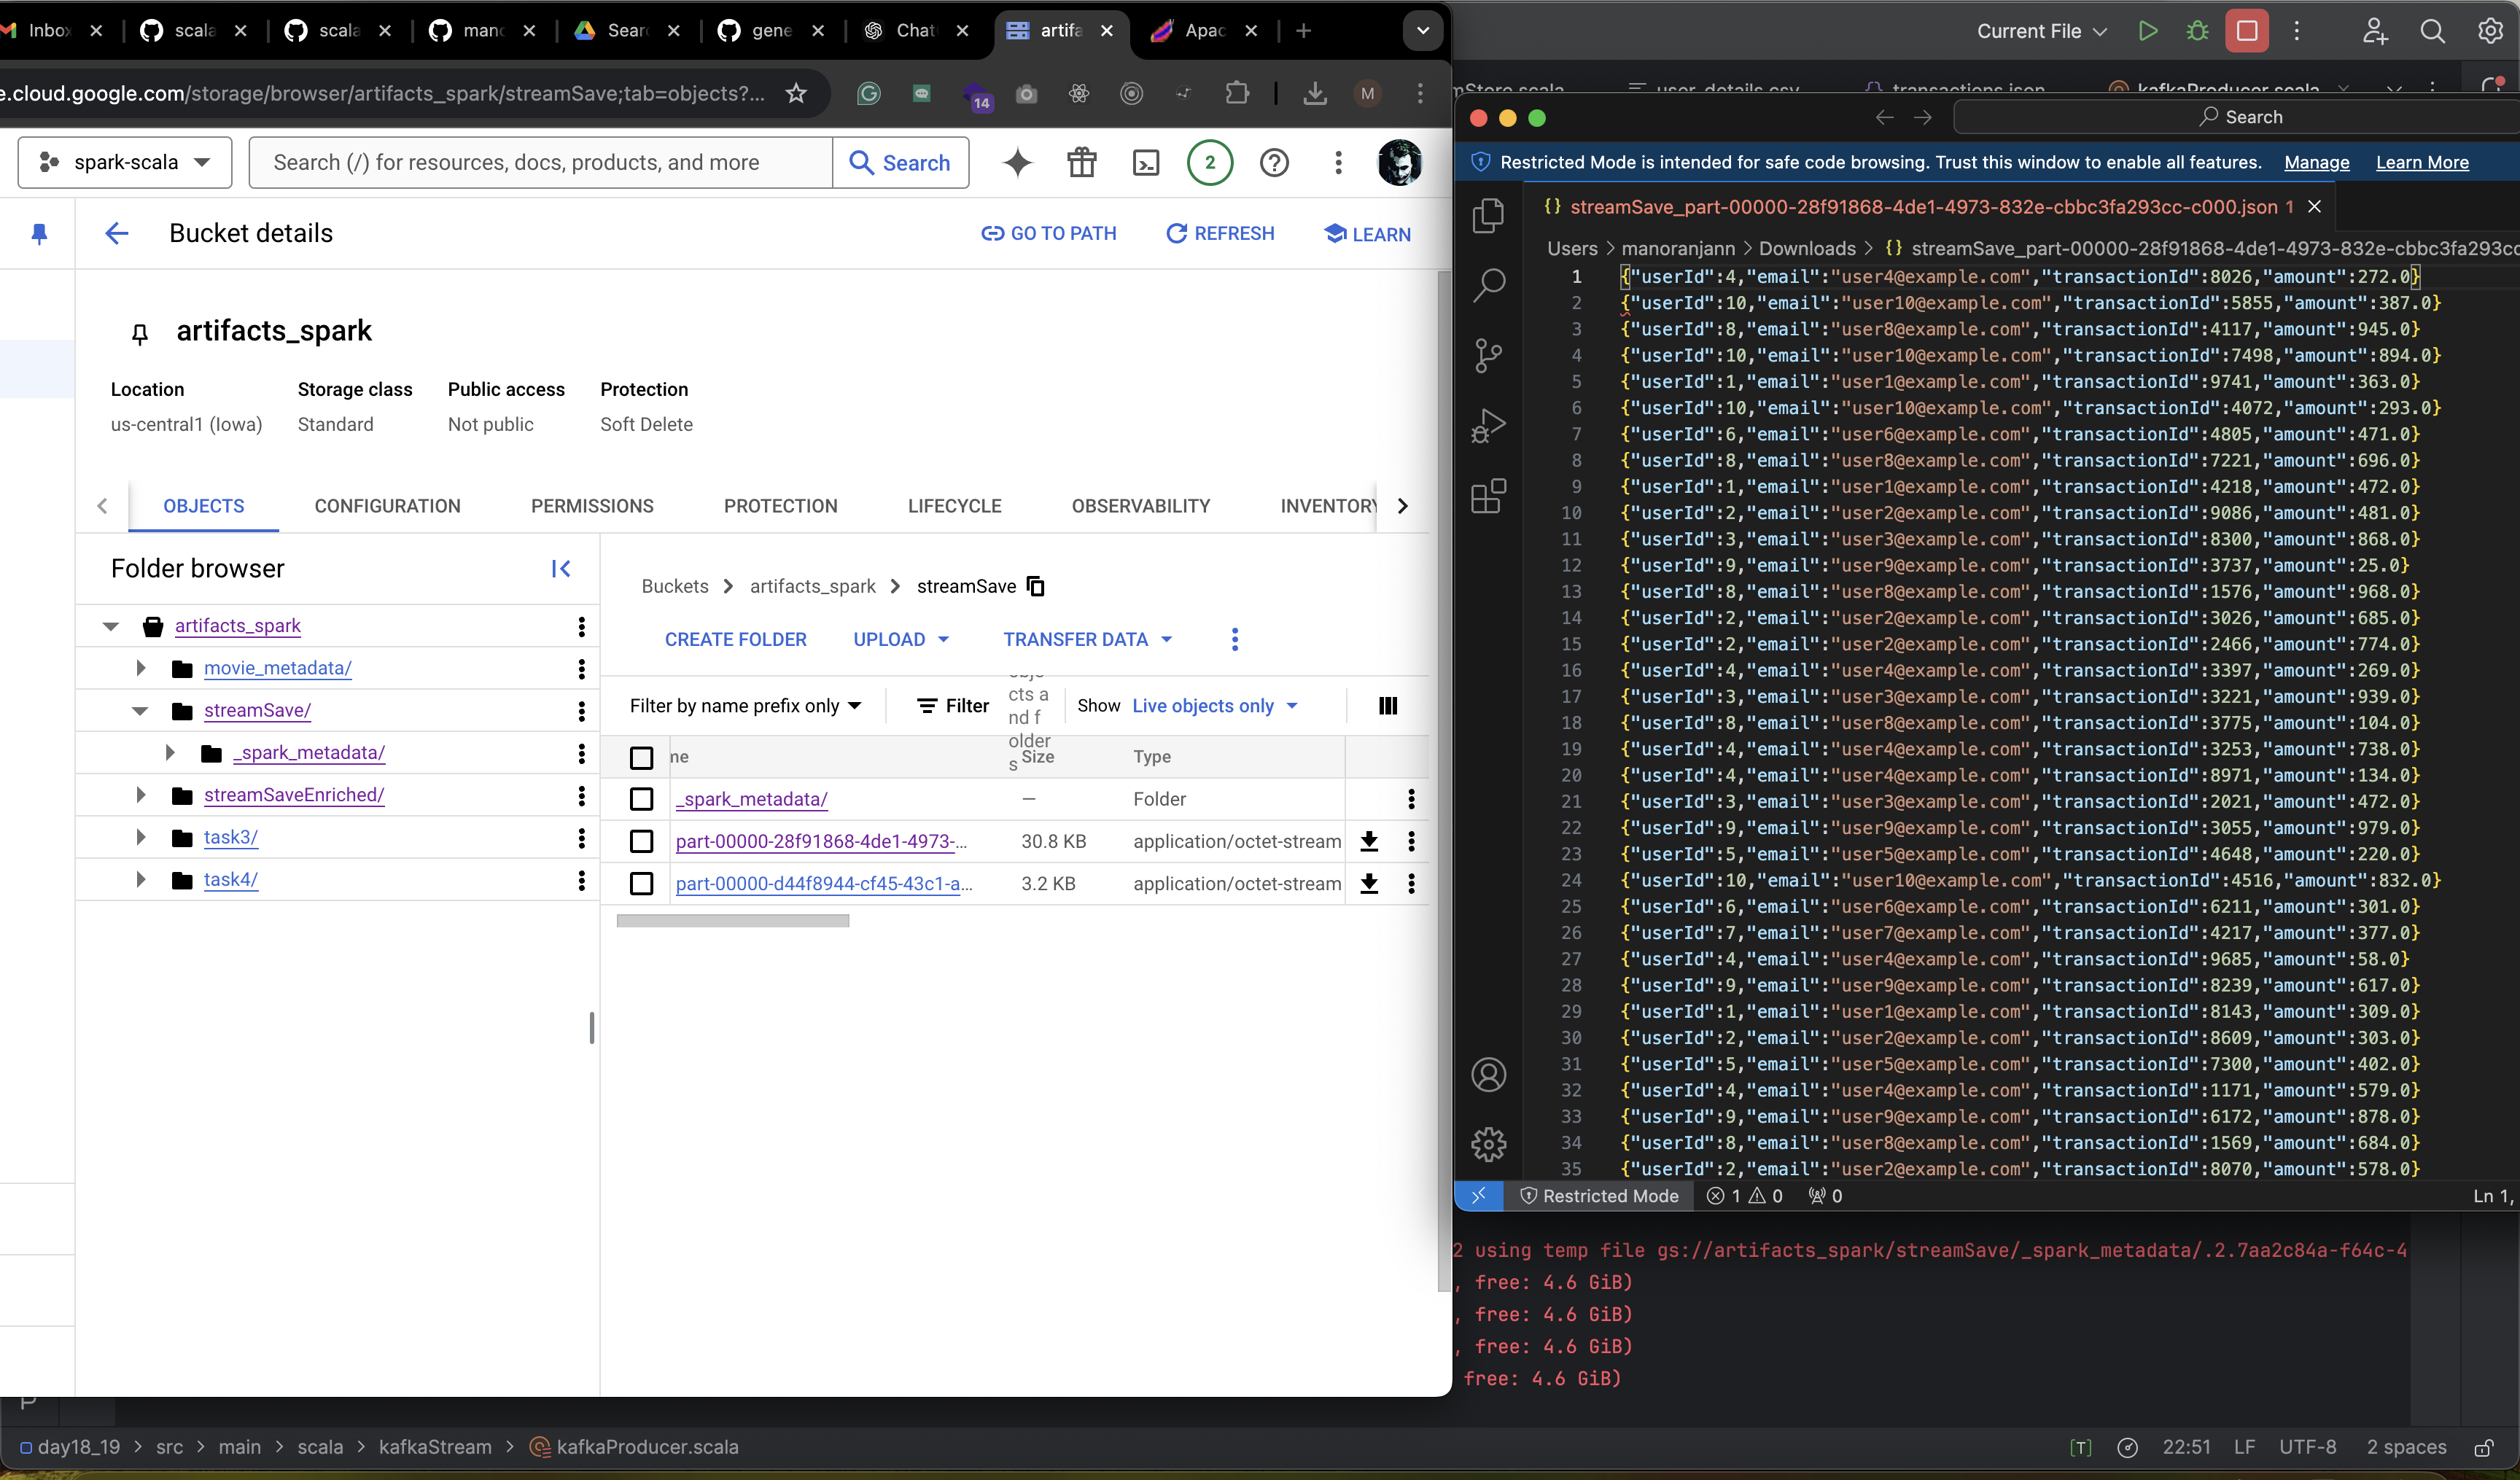 Inbox
scala
scala
manc
Sear
gene
Chat
artifa
Apac
Current File
e.cloud.google.com/storage/browser/artifacts_spark/streamSave;tab=objects?...
14
M
user_details.csv
transactions.json
kafkaProducer.scala
Search
spark-scala
Search (/) for resources, docs, products, and more
Search
2
Restricted Mode is intended for safe code browsing. Trust this window to enable all features. Manage Learn More
Bucket details
GO TO PATH
REFRESH
LEARN
streamSave_part-00000-28f91868-4de1-4973-832e-cbbc3fa293cc-c000.json 1
Users > manoranjann > Downloads > {} streamSave_part-00000-28f91868-4de1-4973-832e-cbbc3fa293cc
artifacts_spark
Location Storage class Public access Protection
us-central1 (Iowa) Standard Not public Soft Delete
OBJECTS CONFIGURATION PERMISSIONS PROTECTION LIFECYCLE OBSERVABILITY INVENTORY
Folder browser
artifacts_spark
movie_metadata/
streamSave/
_spark_metadata/
streamSaveEnriched/
task3/
task4/
Buckets > artifacts_spark > streamSave
CREATE FOLDER UPLOAD TRANSFER DATA
Filter by name prefix only Filter
cts a
nd f
older
s
Show Live objects only
ne Size Type
_spark_metadata/ — Folder
part-00000-28f91868-4de1-4973-... 30.8 KB application/octet-stream
part-00000-d44f8944-cf45-43c1-a... 3.2 KB application/octet-stream
1 {"userId":4,"email":"user4@example.com","transactionId":8026,"amount":272.0}
2 {"userId":10,"email":"user10@example.com","transactionId":5855,"amount":387.0}
3 {"userId":8,"email":"user8@example.com","transactionId":4117,"amount":945.0}
4 {"userId":10,"email":"user10@example.com","transactionId":7498,"amount":894.0}
5 {"userId":1,"email":"user1@example.com","transactionId":9741,"amount":363.0}
6 {"userId":10,"email":"user10@example.com","transactionId":4072,"amount":293.0}
7 {"userId":6,"email":"user6@example.com","transactionId":4805,"amount":471.0}
8 {"userId":8,"email":"user8@example.com","transactionId":7221,"amount":696.0}
9 {"userId":1,"email":"user1@example.com","transactionId":4218,"amount":472.0}
10 {"userId":2,"email":"user2@example.com","transactionId":9086,"amount":481.0}
11 {"userId":3,"email":"user3@example.com","transactionId":8300,"amount":868.0}
12 {"userId":9,"email":"user9@example.com","transactionId":3737,"amount":25.0}
13 {"userId":8,"email":"user8@example.com","transactionId":1576,"amount":968.0}
14 {"userId":2,"email":"user2@example.com","transactionId":3026,"amount":685.0}
15 {"userId":2,"email":"user2@example.com","transactionId":2466,"amount":774.0}
16 {"userId":4,"email":"user4@example.com","transactionId":3397,"amount":269.0}
17 {"userId":3,"email":"user3@example.com","transactionId":3221,"amount":939.0}
18 {"userId":8,"email":"user8@example.com","transactionId":3775,"amount":104.0}
19 {"userId":4,"email":"user4@example.com","transactionId":3253,"amount":738.0}
20 {"userId":4,"email":"user4@example.com","transactionId":8971,"amount":134.0}
21 {"userId":3,"email":"user3@example.com","transactionId":2021,"amount":472.0}
22 {"userId":9,"email":"user9@example.com","transactionId":3055,"amount":979.0}
23 {"userId":5,"email":"user5@example.com","transactionId":4648,"amount":220.0}
24 {"userId":10,"email":"user10@example.com","transactionId":4516,"amount":832.0}
25 {"userId":6,"email":"user6@example.com","transactionId":6211,"amount":301.0}
26 {"userId":7,"email":"user7@example.com","transactionId":4217,"amount":377.0}
27 {"userId":4,"email":"user4@example.com","transactionId":9685,"amount":58.0}
28 {"userId":9,"email":"user9@example.com","transactionId":8239,"amount":617.0}
29 {"userId":1,"email":"user1@example.com","transactionId":8143,"amount":309.0}
30 {"userId":2,"email":"user2@example.com","transactionId":8609,"amount":303.0}
31 {"userId":5,"email":"user5@example.com","transactionId":7300,"amount":402.0}
32 {"userId":4,"email":"user4@example.com","transactionId":1171,"amount":579.0}
33 {"userId":9,"email":"user9@example.com","transactionId":6172,"amount":878.0}
34 {"userId":8,"email":"user8@example.com","transactionId":1569,"amount":684.0}
35 {"userId":2,"email":"user2@example.com","transactionId":8070,"amount":578.0}
Restricted Mode 1 0 0 Ln 1,
2 using temp file gs://artifacts_spark/streamSave/_spark_metadata/.2.7aa2c84a-f64c-4
, free: 4.6 GiB)
, free: 4.6 GiB)
, free: 4.6 GiB)
free: 4.6 GiB)
day18_19 > src > main > scala > kafkaStream > kafkaProducer.scala
[T] 22:51 LF UTF-8 2 spaces